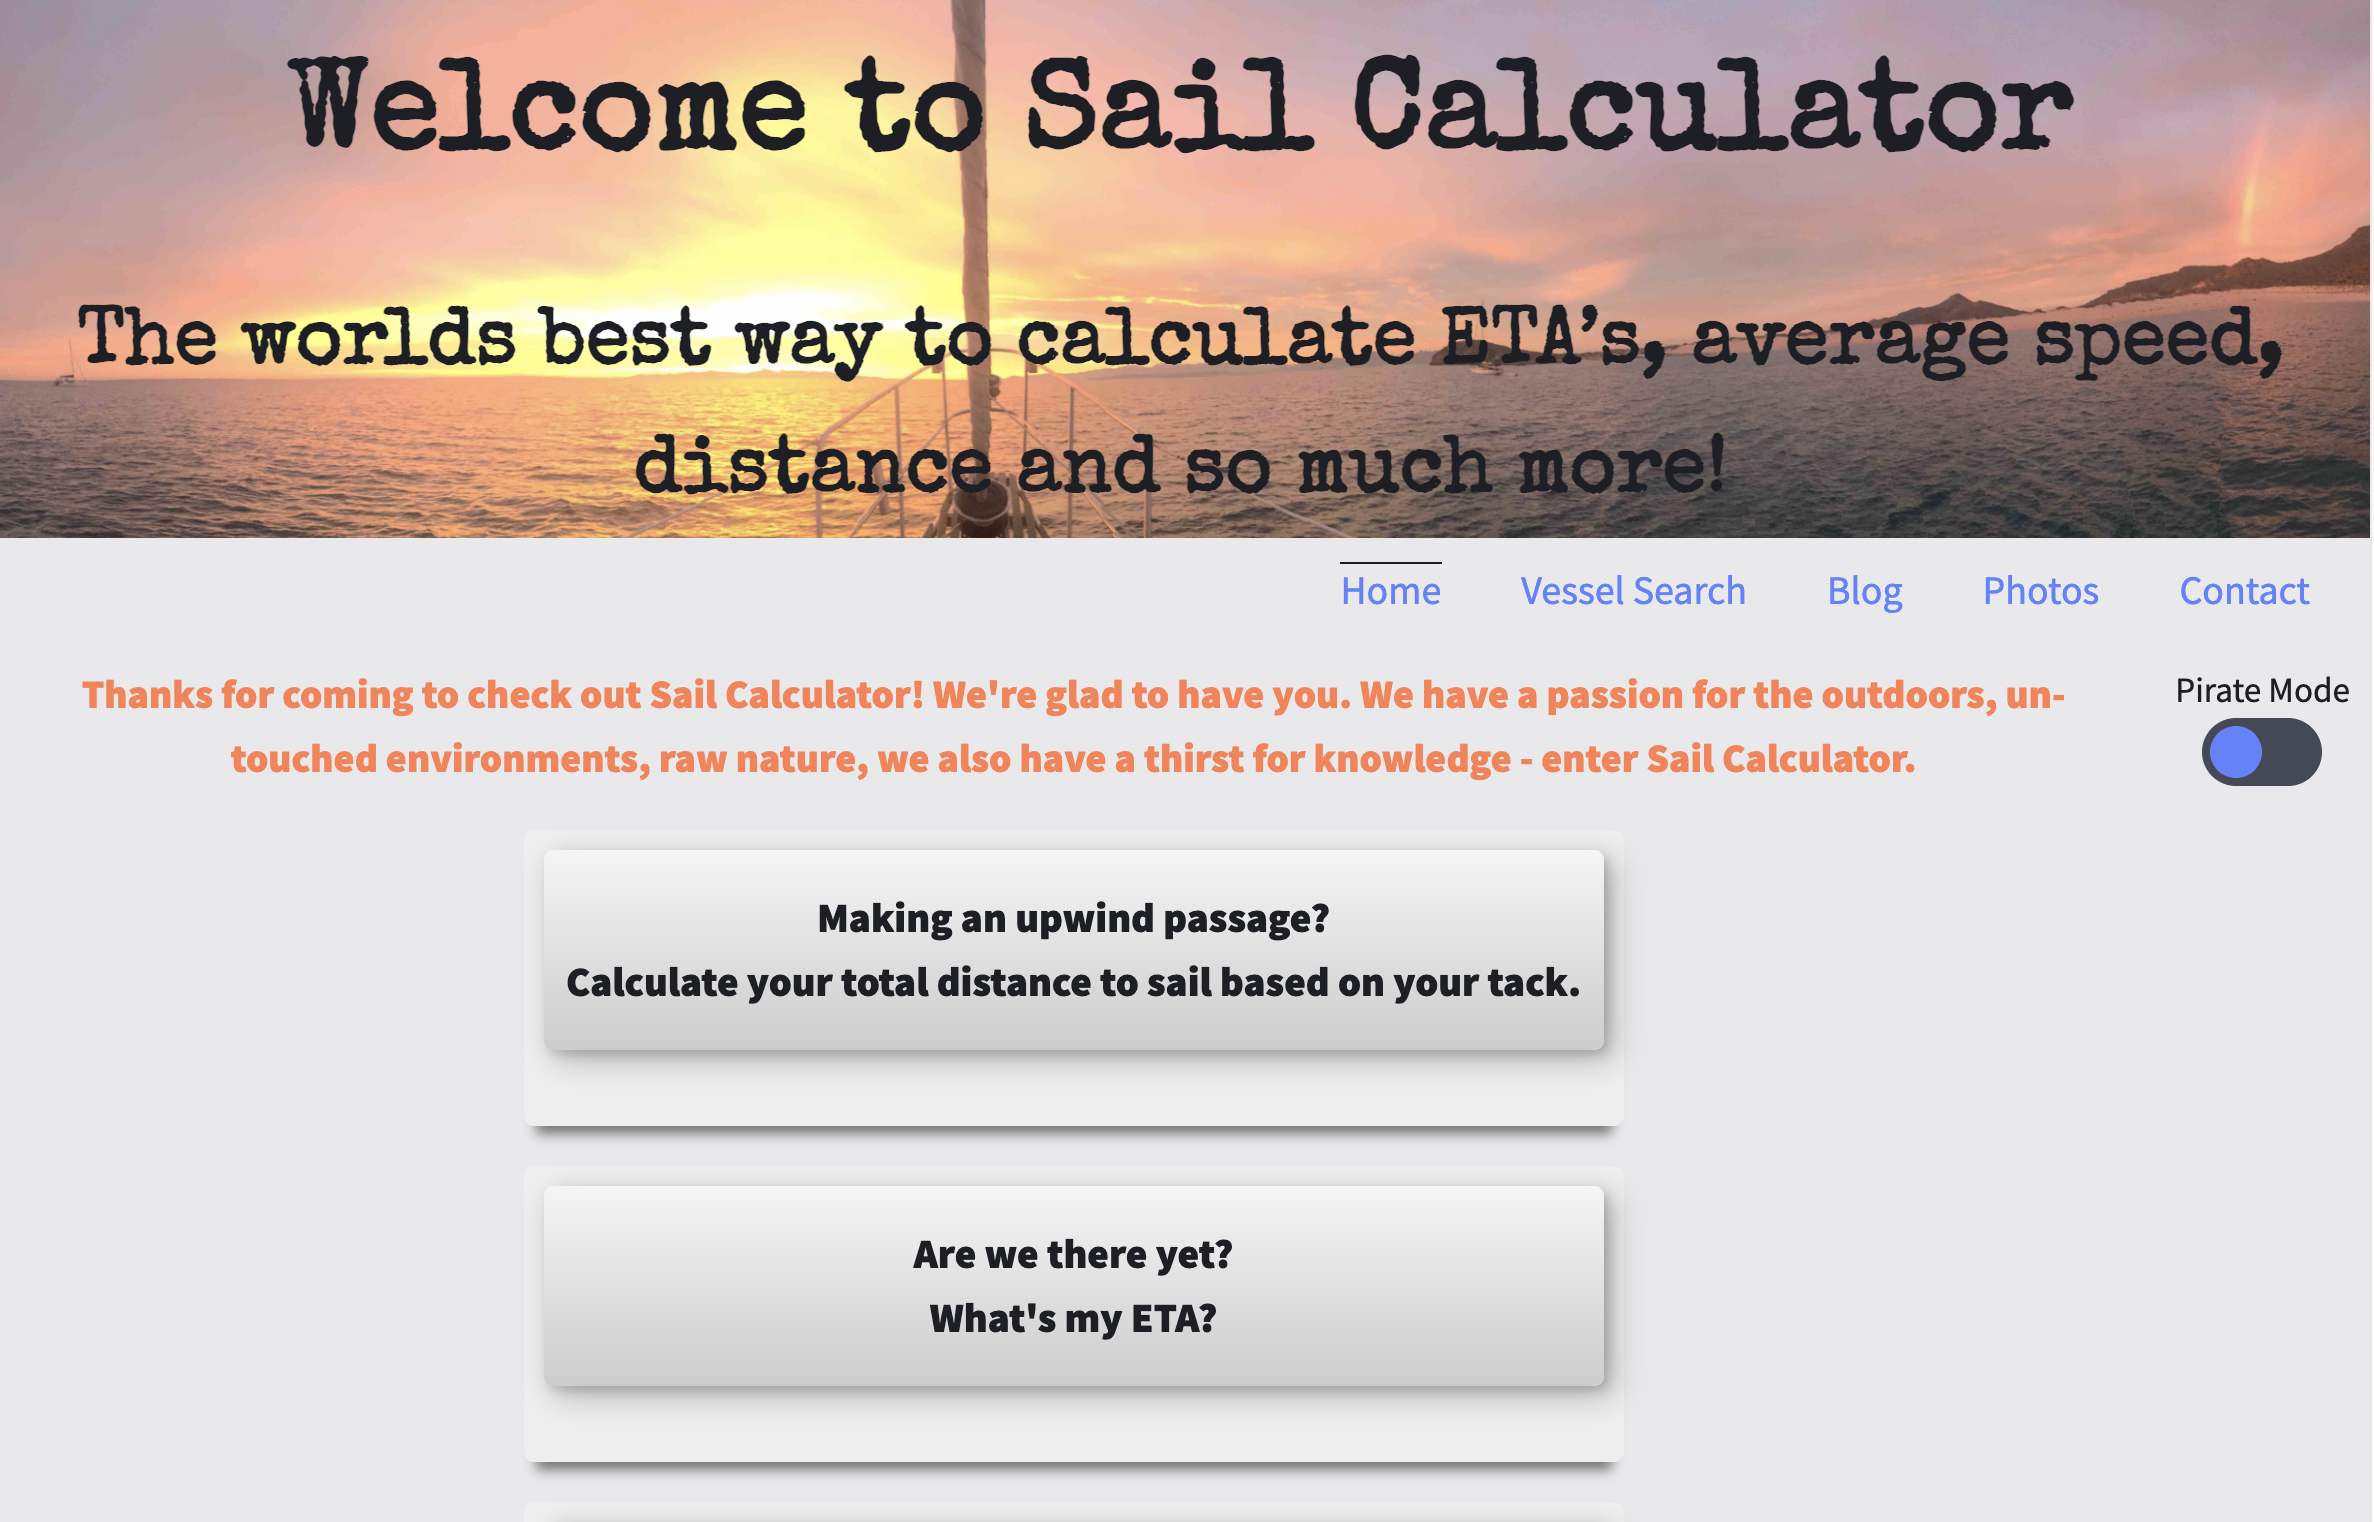 Welcome to Sail Calculator
The worlds best way to calculate ETA’s, average speed,
distance and so much more!
Home Vessel Search Blog Photos Contact
Thanks for coming to check out Sail Calculator! We're glad to have you. We have a passion for the outdoors, un-
touched environments, raw nature, we also have a thirst for knowledge - enter Sail Calculator.
Pirate Mode
Making an upwind passage?
Calculate your total distance to sail based on your tack.
Are we there yet?
What's my ETA?